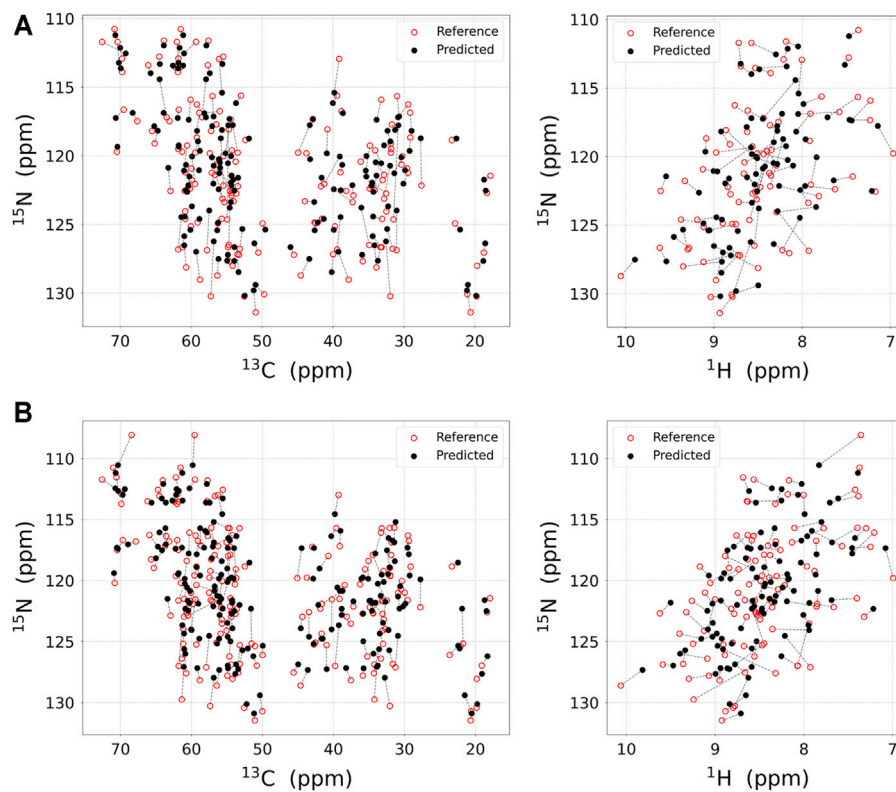 A
110
115
120
125
130
¹⁵N (ppm)
70 60 50 40 30 20
¹³C (ppm)
Reference
Predicted
110
115
120
125
130
¹⁵N (ppm)
10 9 8 7
¹H (ppm)
Reference
Predicted
B
110
115
120
125
130
¹⁵N (ppm)
70 60 50 40 30 20
¹³C (ppm)
Reference
Predicted
110
115
120
125
130
¹⁵N (ppm)
10 9 8 7
¹H (ppm)
Reference
Predicted